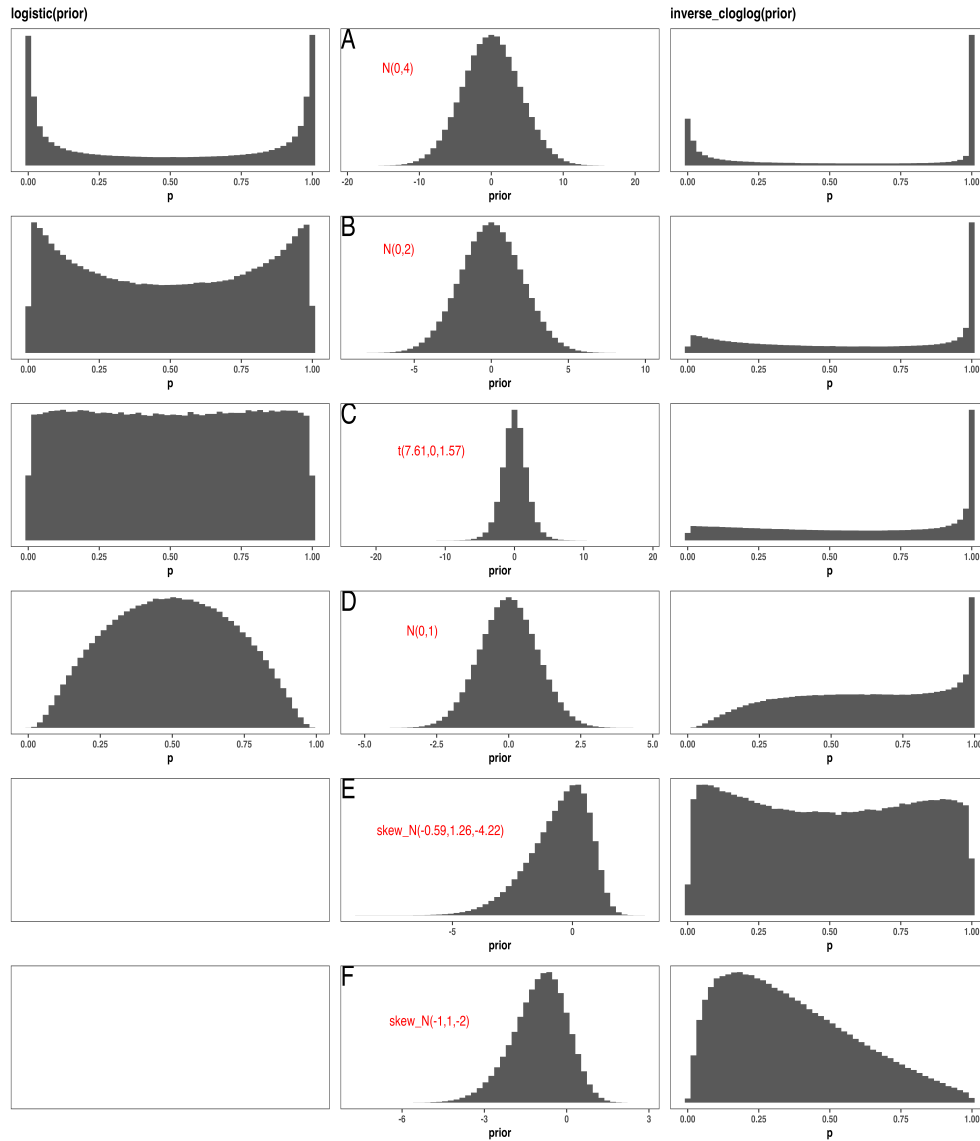 logistic(prior)
inverse_cloglog(prior)
A
N(0,4)
0.00 0.25 0.50 0.75 1.00
p
-20 -10 0 10 20
prior
0.00 0.25 0.50 0.75 1.00
p
B
N(0,2)
0.00 0.25 0.50 0.75 1.00
p
-5 0 5 10
prior
0.00 0.25 0.50 0.75 1.00
p
C
t(7.61,0,1.57)
0.00 0.25 0.50 0.75 1.00
p
-20 -10 0 10 20
prior
0.00 0.25 0.50 0.75 1.00
p
D
N(0,1)
0.00 0.25 0.50 0.75 1.00
p
-5.0 -2.5 0.0 2.5 5.0
prior
0.00 0.25 0.50 0.75 1.00
p
E
skew_N(-0.59,1.26,-4.22)
-5 0
prior
0.00 0.25 0.50 0.75 1.00
p
F
skew_N(-1,1,-2)
-6 -3 0 3
prior
0.00 0.25 0.50 0.75 1.00
p